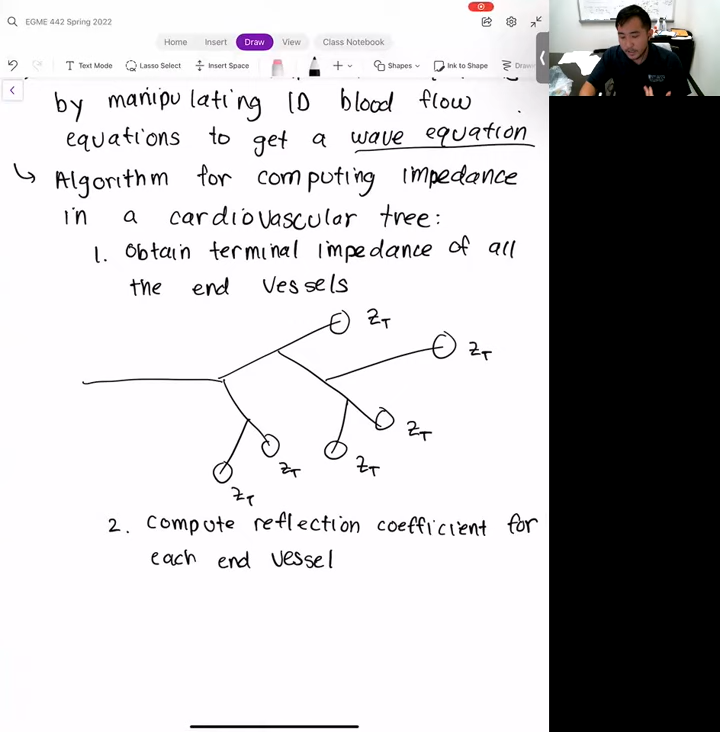 EGME 442 Spring 2022
Home Insert Draw View Class Notebook
Text Mode Lasso Select Insert Space Shapes Ink to Shape Draw
by manipulating 1D blood flow
equations to get a wave equation
Algorithm for computing impedance
in a cardiovascular tree:
1. Obtain terminal impedance of all
the end vessels
Z_T
Z_T
Z_T
Z_T
Z_T
Z_T
2. Compute reflection coefficient for
each end vessel